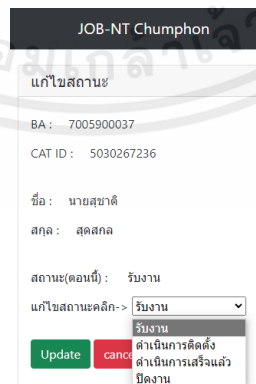 JOB-NT Chumphon
แก้ไขสถานะ
BA : 7005900037
CAT ID : 5030267236
ชื่อ : นายสุชาติ
สกุล : สุดสกล
สถานะ(ตอนนี้) : รับงาน
แก้ไขสถานะคลิก-> รับงาน
รับงาน
ดำเนินการติดตั้ง
ดำเนินการเสร็จแล้ว
ปิดงาน
Update